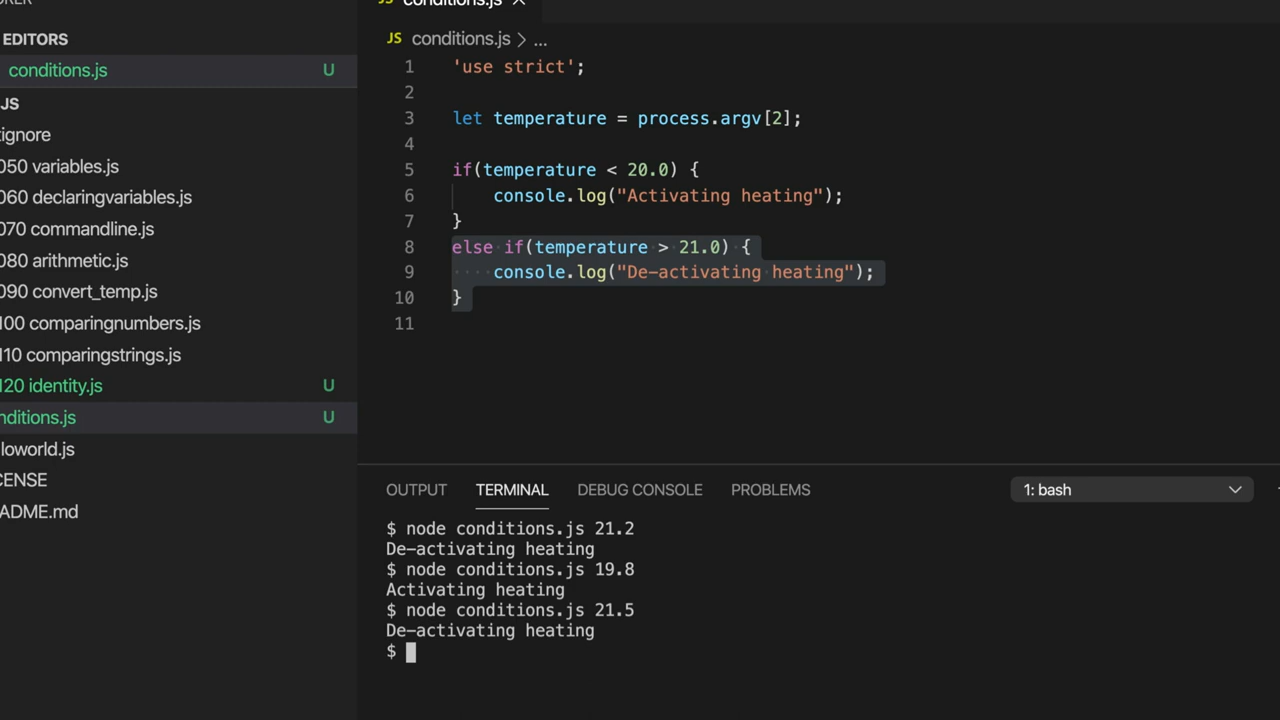 EDITORS
conditions.js U
JS
ignore
050 variables.js
060 declaringvariables.js
070 commandline.js
080 arithmetic.js
090 convert_temp.js
100 comparingnumbers.js
110 comparingstrings.js
120 identity.js U
nditions.js U
loworld.js
CENSE
ADME.md
JS conditions.js ×
JS conditions.js > ...
1 'use strict';
2
3 let temperature = process.argv[2];
4
5 if(temperature < 20.0) {
6 console.log("Activating heating");
7 }
8 else if(temperature > 21.0) {
9 console.log("De-activating heating");
10 }
11
OUTPUT TERMINAL DEBUG CONSOLE PROBLEMS 1: bash
$ node conditions.js 21.2
De-activating heating
$ node conditions.js 19.8
Activating heating
$ node conditions.js 21.5
De-activating heating
$